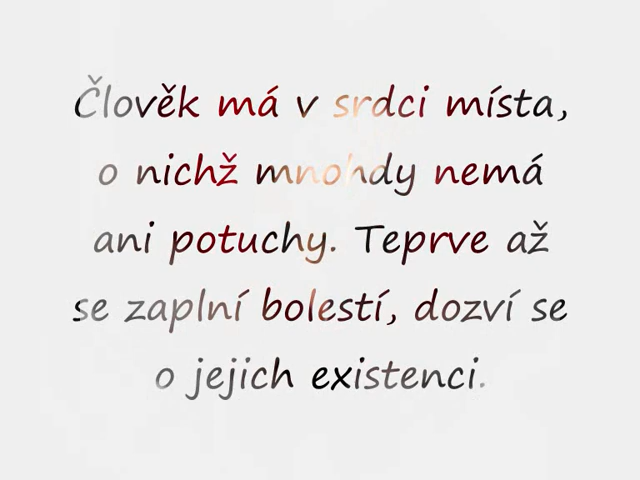 Člověk má v srdci místa,
o nichž mnohdy nemá
ani potuchy. Teprve až
se zaplní bolestí, dozví se
o jejich existenci.